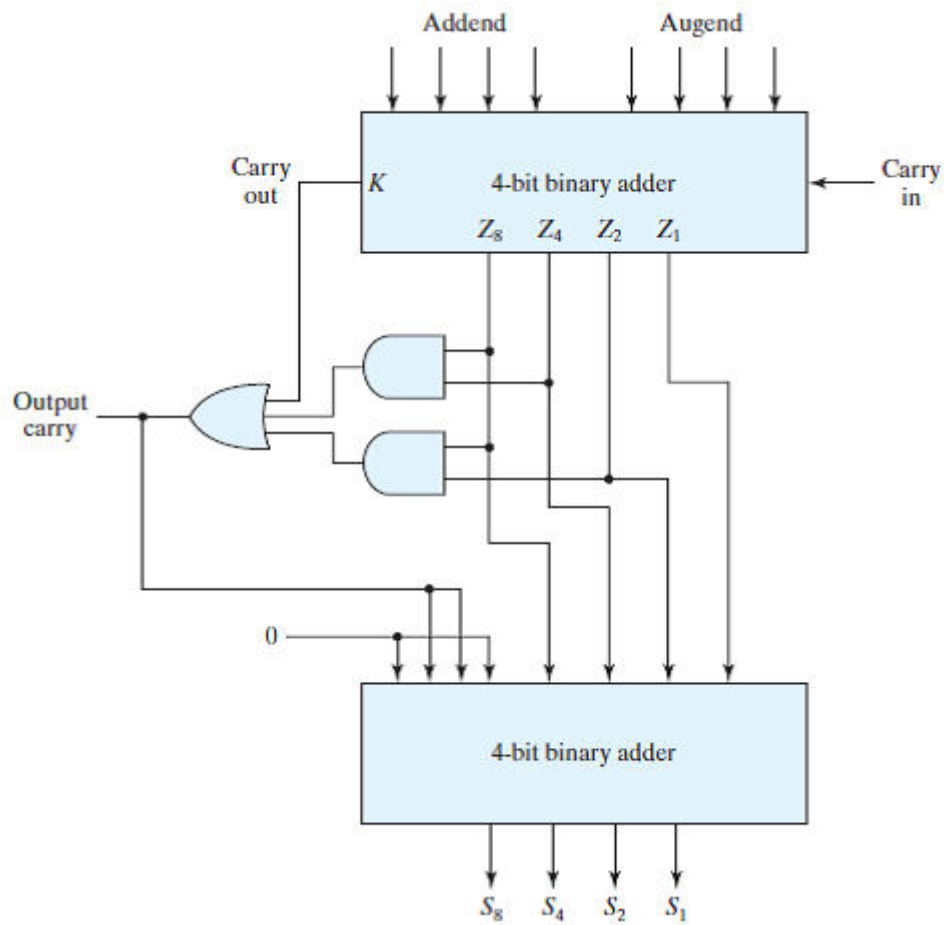 Addend
Augend
Carry
out
K
4-bit binary adder
Carry
in
Z₈ Z₄ Z₂ Z₁
Output
carry
0
4-bit binary adder
S₈ S₄ S₂ S₁